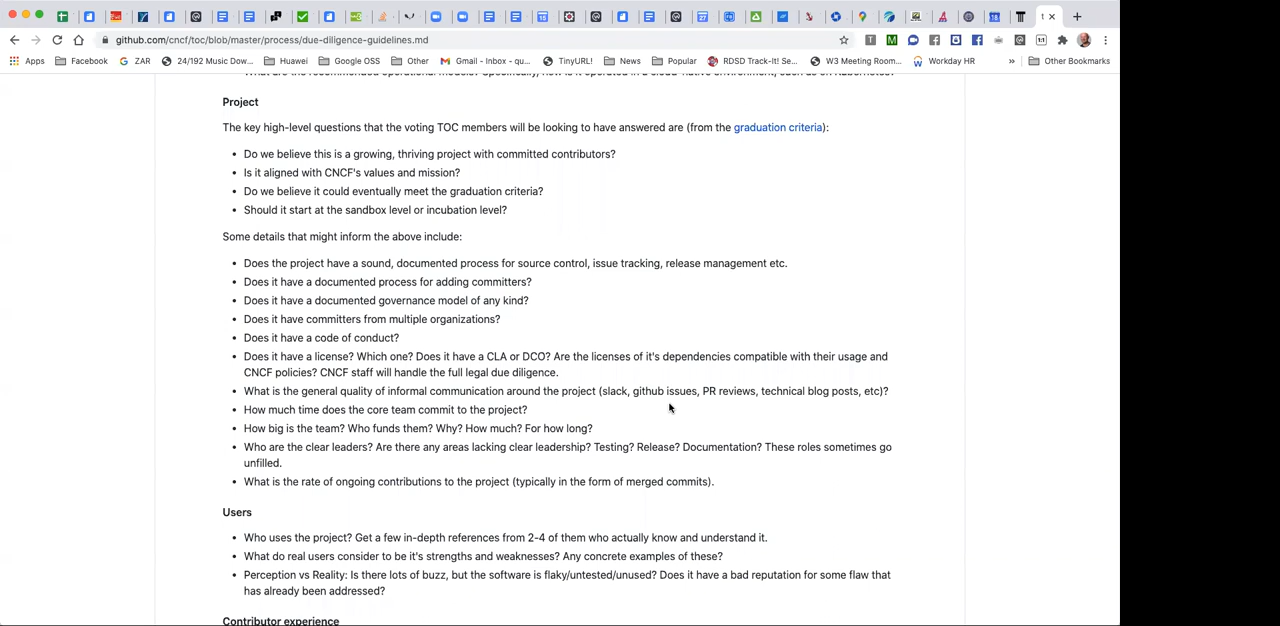 1
github.com/cncf/toc/blob/master/process/due-diligence-guidelines.md
Apps Facebook ZAR 24/192 Music Dow... Huawei Google OSS Other Gmail - Inbox - qu... TinyURL! News Popular RDSD Track-It! Se... W3 Meeting Room... Workday HR » Other Bookmarks
Project
The key high-level questions that the voting TOC members will be looking to have answered are (from the graduation criteria):
• Do we believe this is a growing, thriving project with committed contributors?
• Is it aligned with CNCF's values and mission?
• Do we believe it could eventually meet the graduation criteria?
• Should it start at the sandbox level or incubation level?
Some details that might inform the above include:
• Does the project have a sound, documented process for source control, issue tracking, release management etc.
• Does it have a documented process for adding committers?
• Does it have a documented governance model of any kind?
• Does it have committers from multiple organizations?
• Does it have a code of conduct?
• Does it have a license? Which one? Does it have a CLA or DCO? Are the licenses of it's dependencies compatible with their usage and
CNCF policies? CNCF staff will handle the full legal due diligence.
• What is the general quality of informal communication around the project (slack, github issues, PR reviews, technical blog posts, etc)?
• How much time does the core team commit to the project?
• How big is the team? Who funds them? Why? How much? For how long?
• Who are the clear leaders? Are there any areas lacking clear leadership? Testing? Release? Documentation? These roles sometimes go
unfilled.
• What is the rate of ongoing contributions to the project (typically in the form of merged commits).
Users
• Who uses the project? Get a few in-depth references from 2-4 of them who actually know and understand it.
• What do real users consider to be it's strengths and weaknesses? Any concrete examples of these?
• Perception vs Reality: Is there lots of buzz, but the software is flaky/untested/unused? Does it have a bad reputation for some flaw that
has already been addressed?
Contributor experience